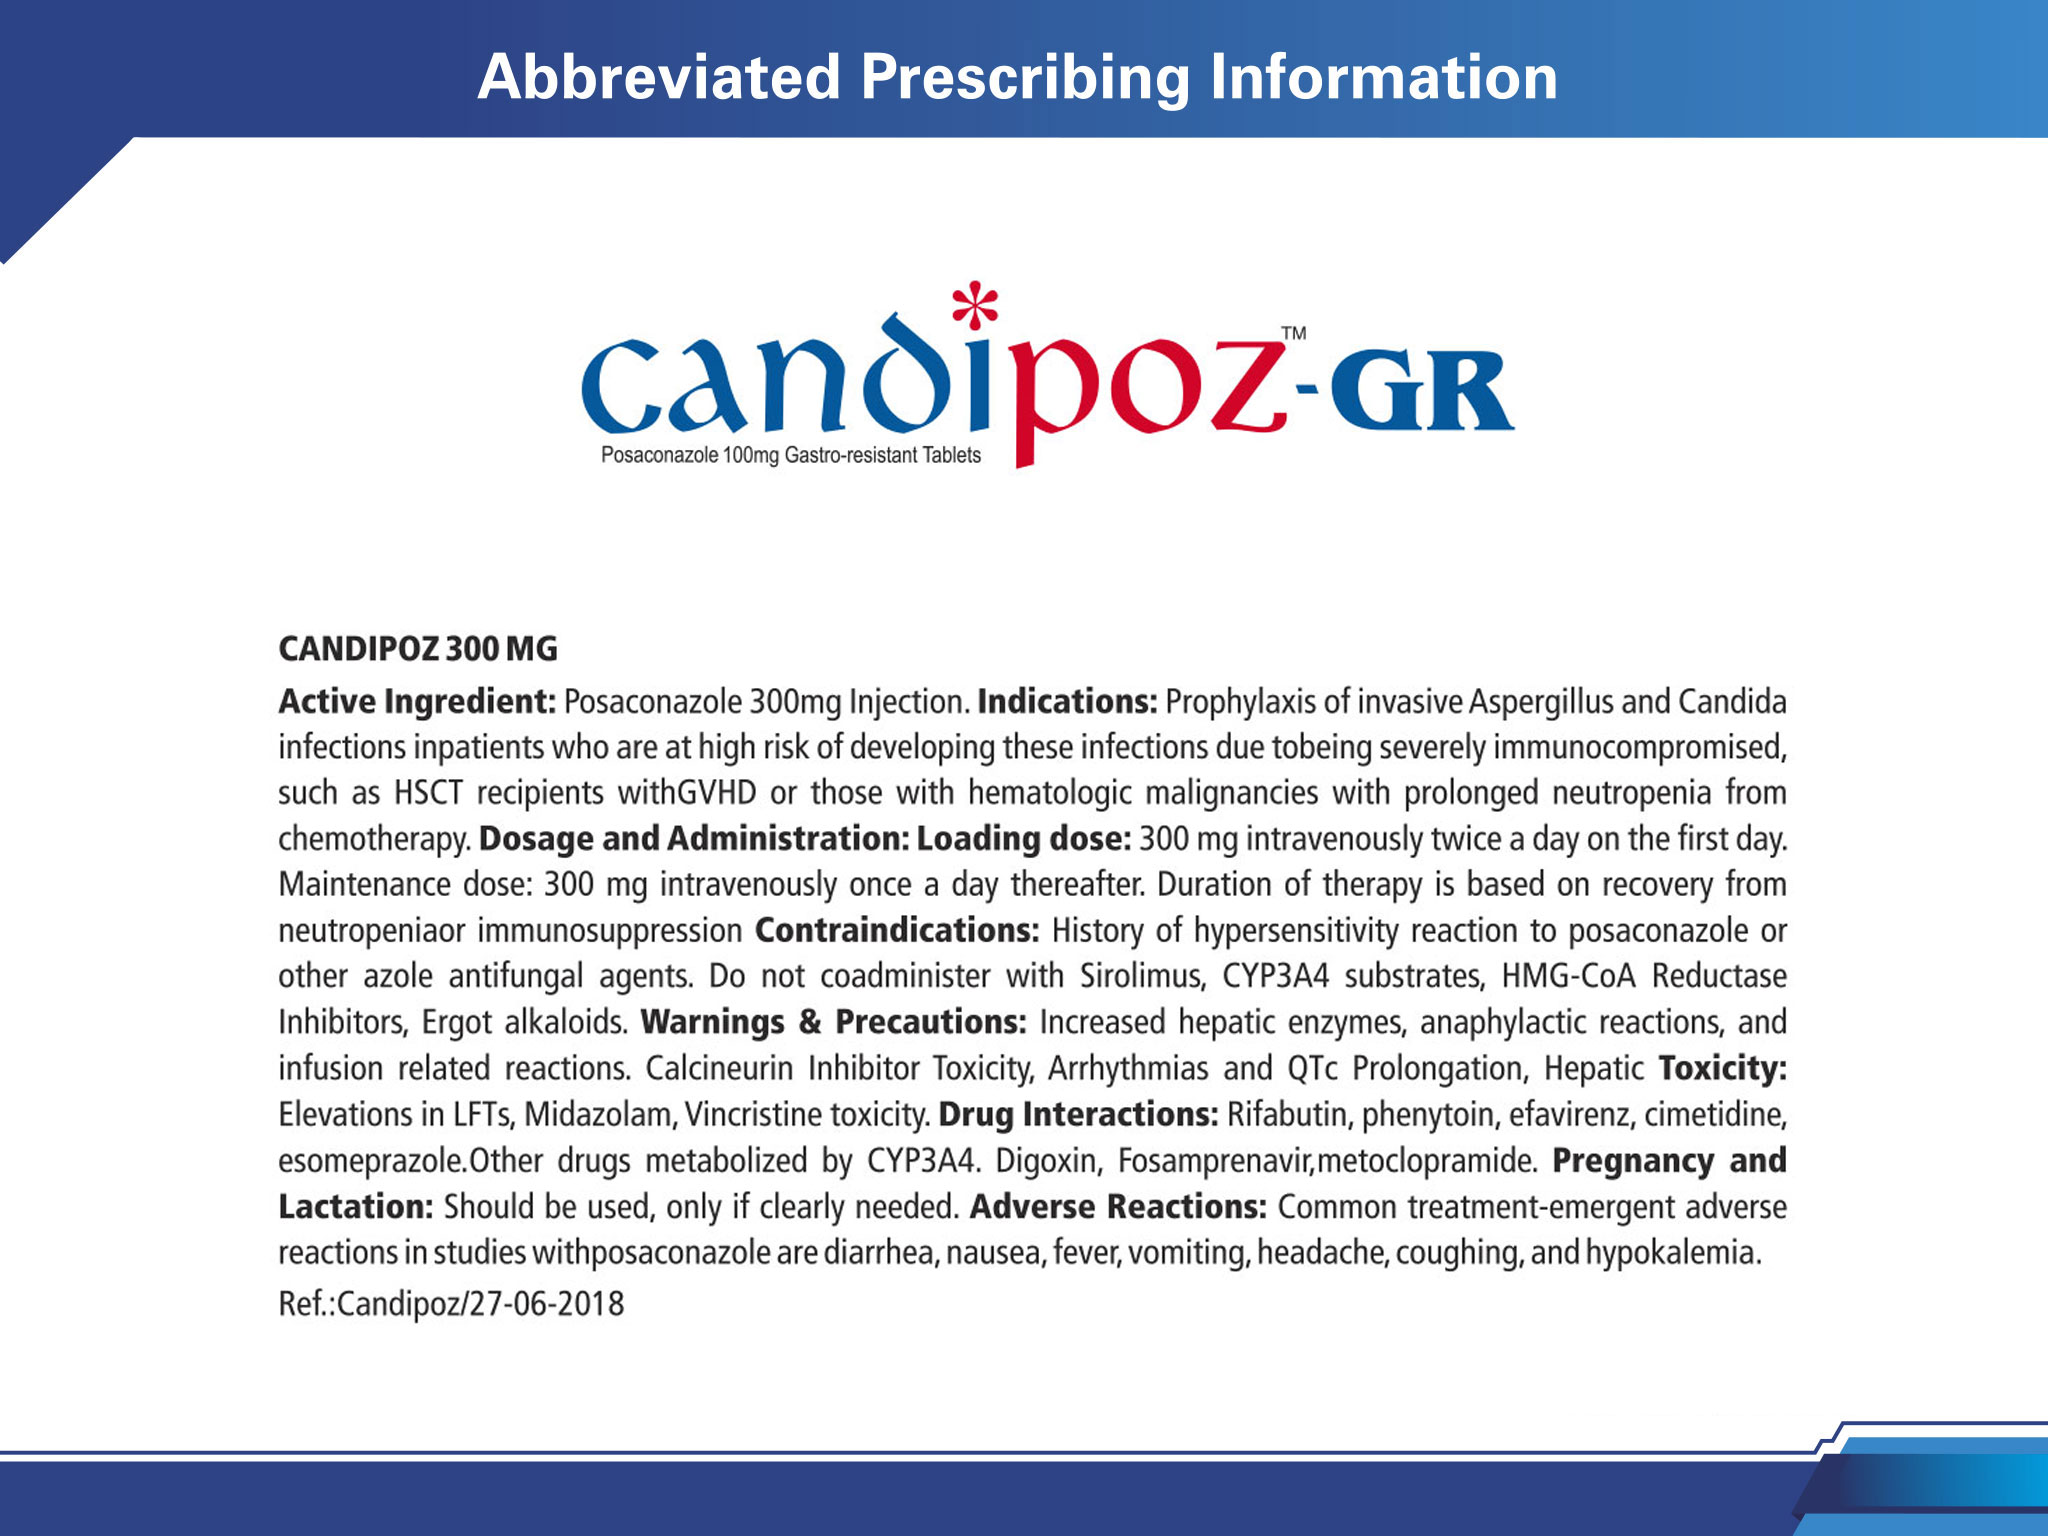 Abbreviated Prescribing Information
candipoz™-GR
Posaconazole 100mg Gastro-resistant Tablets
CANDIPOZ 300 MG
Active Ingredient: Posaconazole 300mg Injection. Indications: Prophylaxis of invasive Aspergillus and Candida
infections inpatients who are at high risk of developing these infections due tobeing severely immunocompromised,
such as HSCT recipients withGVHD or those with hematologic malignancies with prolonged neutropenia from
chemotherapy. Dosage and Administration: Loading dose: 300 mg intravenously twice a day on the first day.
Maintenance dose: 300 mg intravenously once a day thereafter. Duration of therapy is based on recovery from
neutropeniaor immunosuppression Contraindications: History of hypersensitivity reaction to posaconazole or
other azole antifungal agents. Do not coadminister with Sirolimus, CYP3A4 substrates, HMG-CoA Reductase
Inhibitors, Ergot alkaloids. Warnings & Precautions: Increased hepatic enzymes, anaphylactic reactions, and
infusion related reactions. Calcineurin Inhibitor Toxicity, Arrhythmias and QTc Prolongation, Hepatic Toxicity:
Elevations in LFTs, Midazolam, Vincristine toxicity. Drug Interactions: Rifabutin, phenytoin, efavirenz, cimetidine,
esomeprazole.Other drugs metabolized by CYP3A4. Digoxin, Fosamprenavir,metoclopramide. Pregnancy and
Lactation: Should be used, only if clearly needed. Adverse Reactions: Common treatment-emergent adverse
reactions in studies withposaconazole are diarrhea, nausea, fever, vomiting, headache, coughing, and hypokalemia.
Ref.:Candipoz/27-06-2018